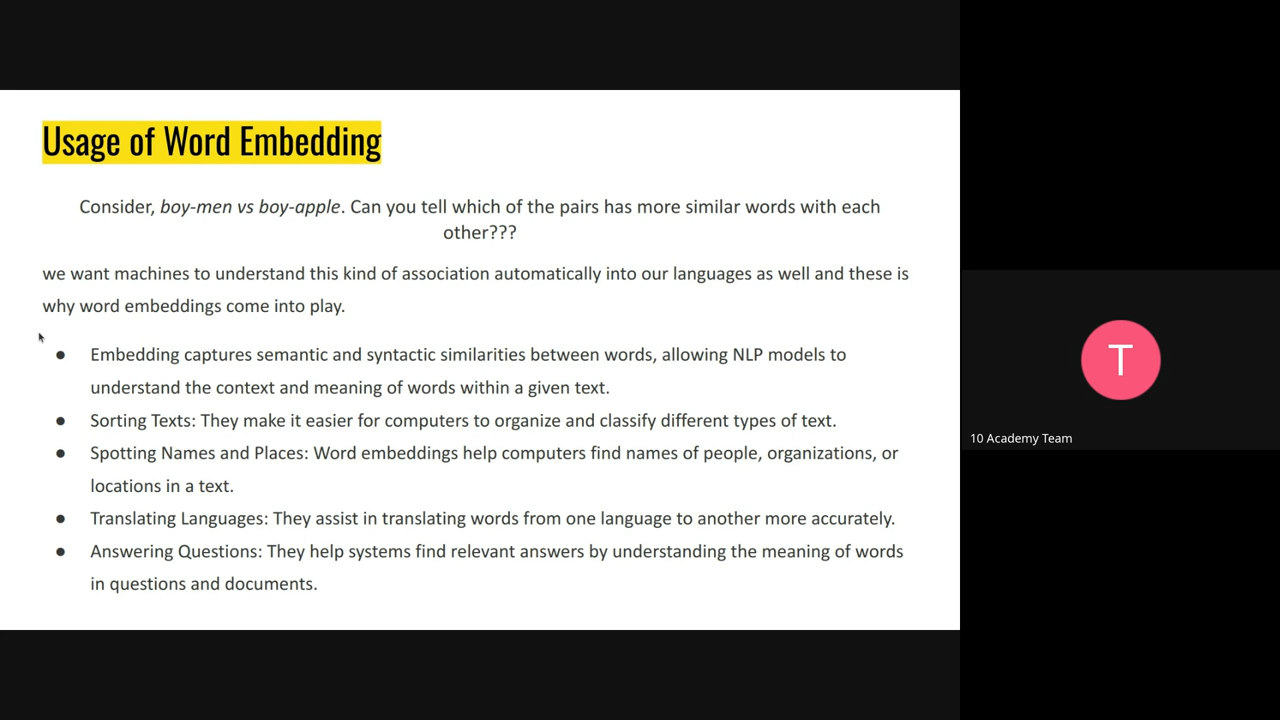 Usage of Word Embedding
Consider, boy-men vs boy-apple. Can you tell which of the pairs has more similar words with each
other???
we want machines to understand this kind of association automatically into our languages as well and these is
why word embeddings come into play.
● Embedding captures semantic and syntactic similarities between words, allowing NLP models to
understand the context and meaning of words within a given text.
● Sorting Texts: They make it easier for computers to organize and classify different types of text.
● Spotting Names and Places: Word embeddings help computers find names of people, organizations, or
locations in a text.
● Translating Languages: They assist in translating words from one language to another more accurately.
● Answering Questions: They help systems find relevant answers by understanding the meaning of words
in questions and documents.
T
10 Academy Team